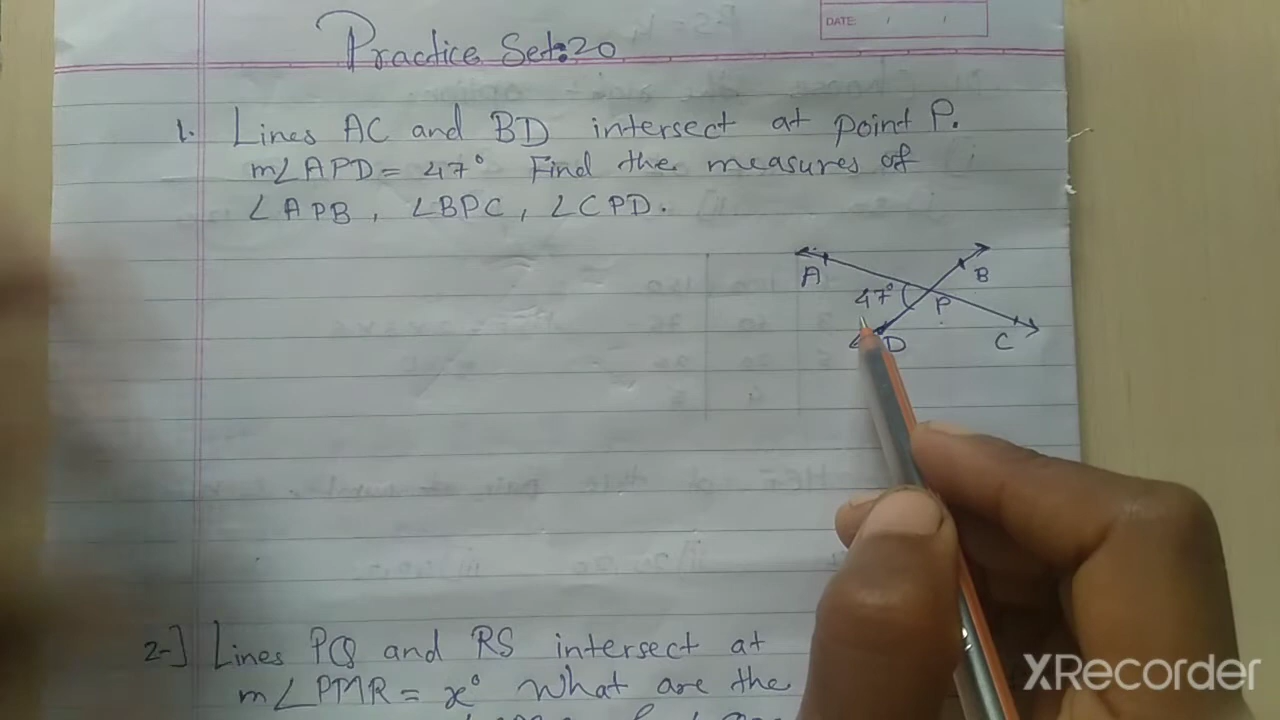 DATE: / /
Practice Set:20
1. Lines AC and BD intersect at point P.
m∠APD = 47° Find the measures of
∠APB, ∠BPC, ∠CPD.
A
B
47°
P
D
C
2-] Lines PQ and RS intersect at
m∠PMR = x° What are the
XRecorder